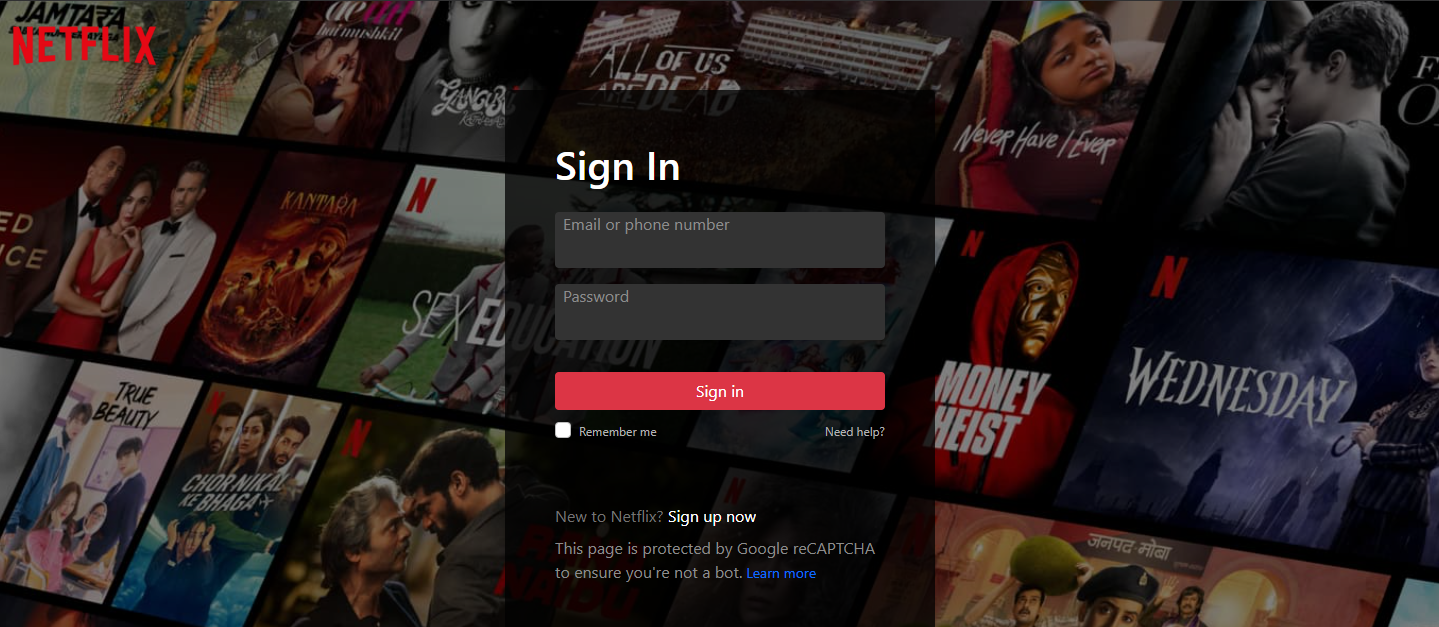 JAMTARA
NETFLIX
ae
hai mushkil
ALL OF US
ARE DEAD
Never Have I Ever
Sign In
KANTARA
N
Email or phone number
SEX EDUCATION
Password
N
MONEY
HEIST
N
WEDNESDAY
Sign in
Remember me
Need help?
TRUE
BEAUTY
CHOR NIKAL
KE BHAGA
N
N
New to Netflix? Sign up now
This page is protected by Google reCAPTCHA
to ensure you're not a bot. Learn more
NAIDU
जनपद-मोबा